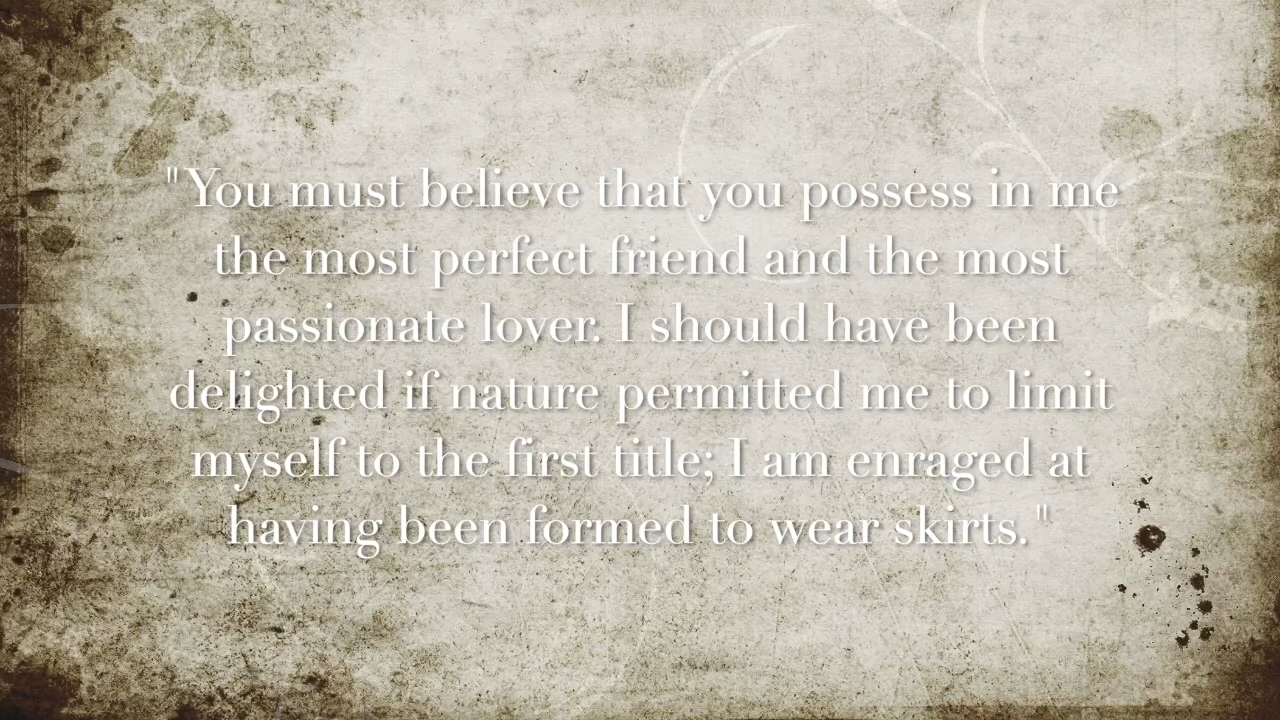 "You must believe that you possess in me
the most perfect friend and the most
passionate lover. I should have been
delighted if nature permitted me to limit
myself to the first title; I am enraged at
having been formed to wear skirts."